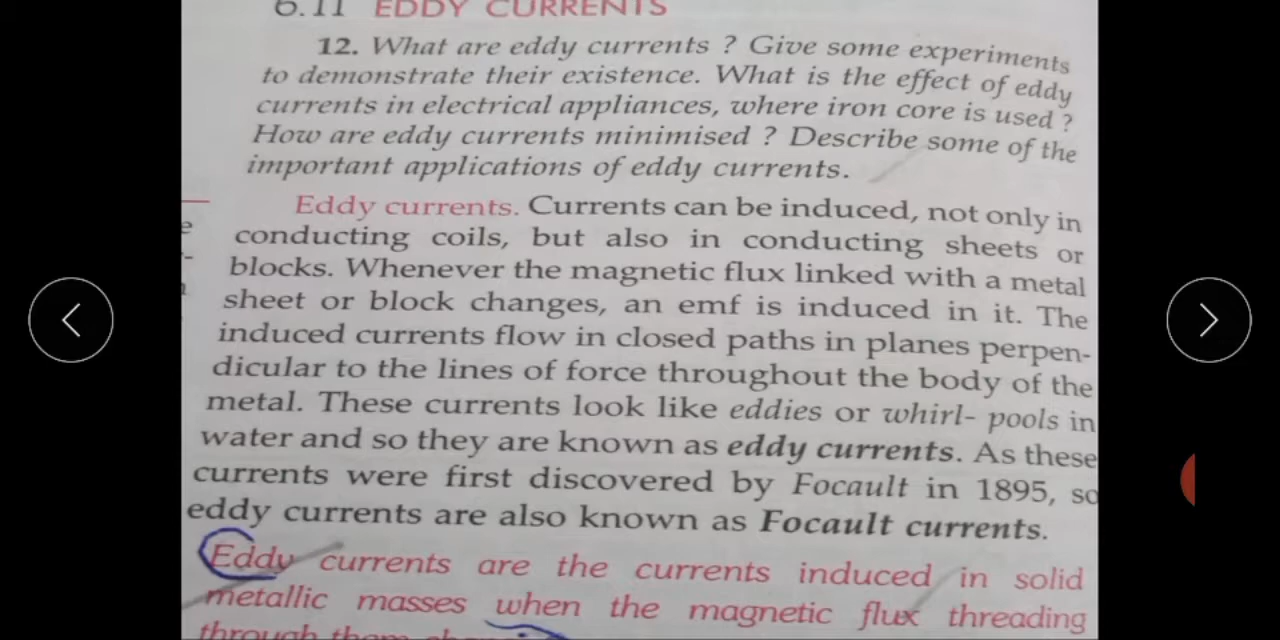 6.11 EDDY CURRENTS
12. What are eddy currents ? Give some experiments
to demonstrate their existence. What is the effect of eddy
currents in electrical appliances, where iron core is used ?
How are eddy currents minimised ? Describe some of the
important applications of eddy currents.
Eddy currents. Currents can be induced, not only in
conducting coils, but also in conducting sheets or
blocks. Whenever the magnetic flux linked with a metal
sheet or block changes, an emf is induced in it. The
induced currents flow in closed paths in planes perpen-
dicular to the lines of force throughout the body of the
metal. These currents look like eddies or whirl- pools in
water and so they are known as eddy currents. As these
currents were first discovered by Focault in 1895, so
eddy currents are also known as Focault currents.
Eddy currents are the currents induced in solid
metallic masses when the magnetic flux threading
through them